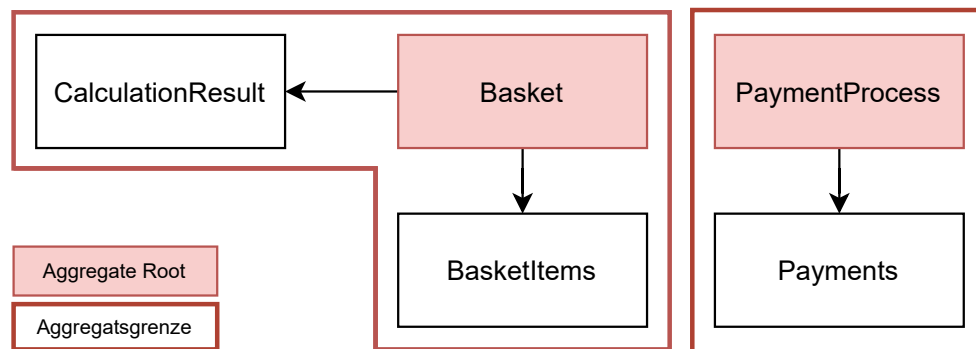 CalculationResult
Basket
PaymentProcess
BasketItems
Payments
Aggregate Root
Aggregatsgrenze